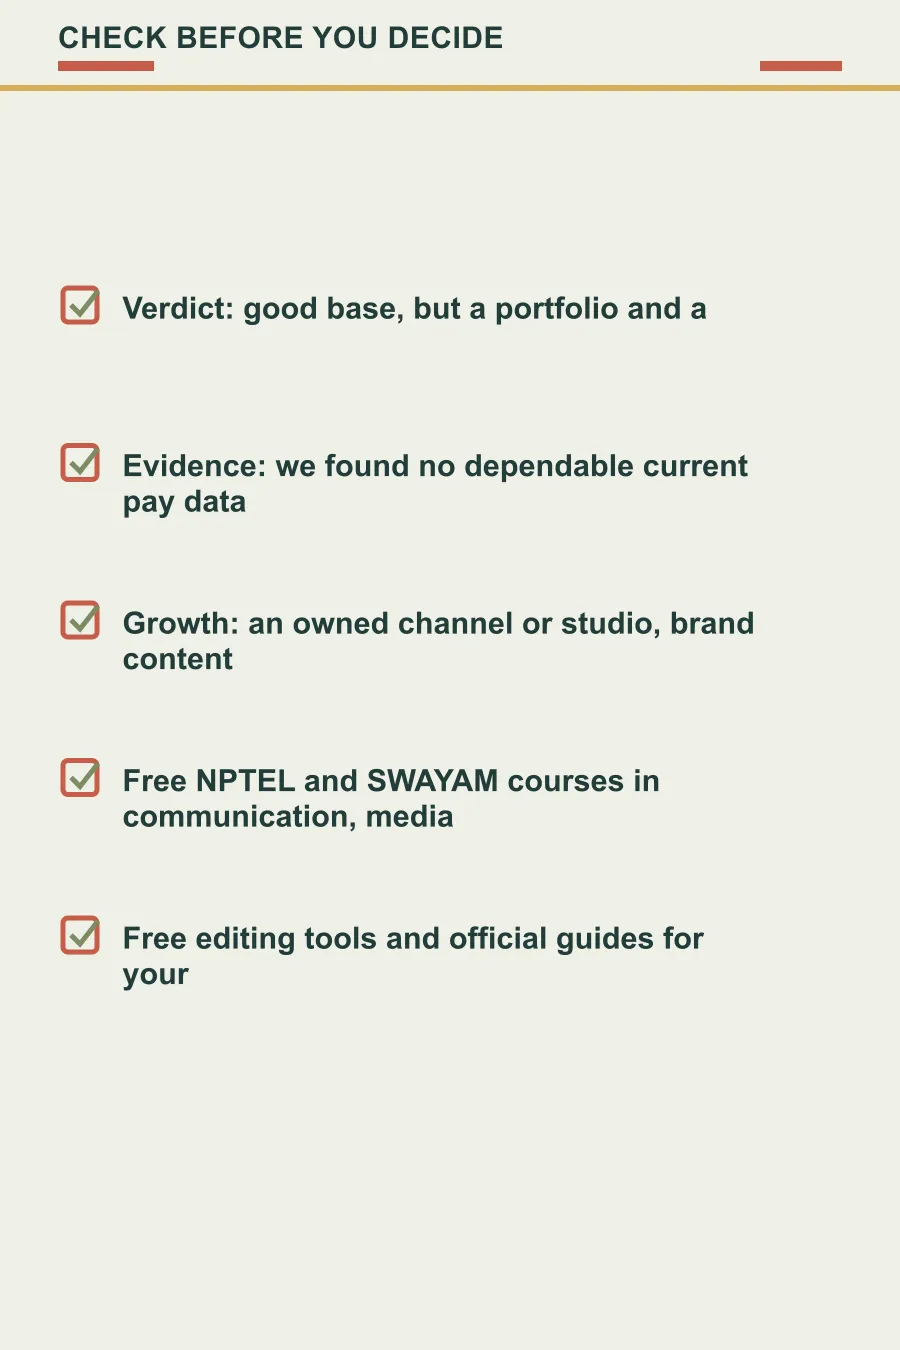 CHECK BEFORE YOU DECIDE
Verdict: good base, but a portfolio and a
Evidence: we found no dependable current
pay data
Growth: an owned channel or studio, brand
content
Free NPTEL and SWAYAM courses in
communication, media
Free editing tools and official guides for
your